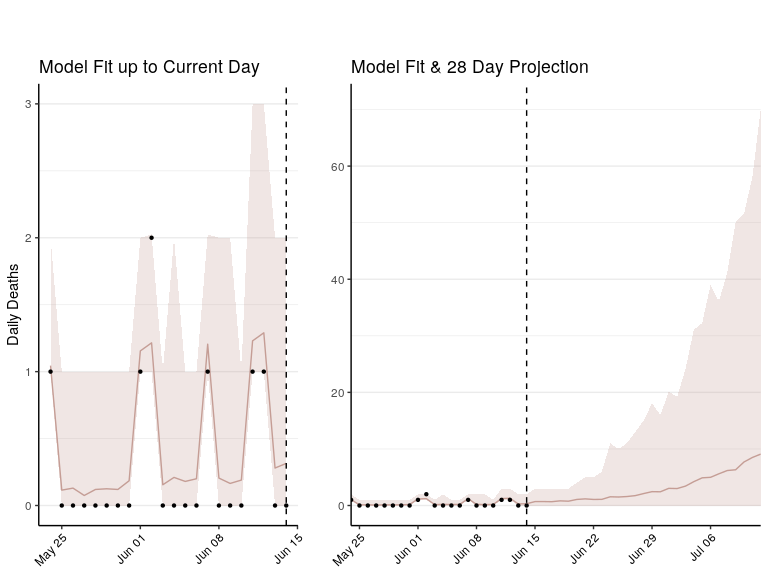 Model Fit up to Current Day
Model Fit & 28 Day Projection
Daily Deaths
3
2
1
0
May 25
Jun 01
Jun 08
Jun 15
60
40
20
0
May 25
Jun 01
Jun 08
Jun 15
Jun 22
Jun 29
Jul 06